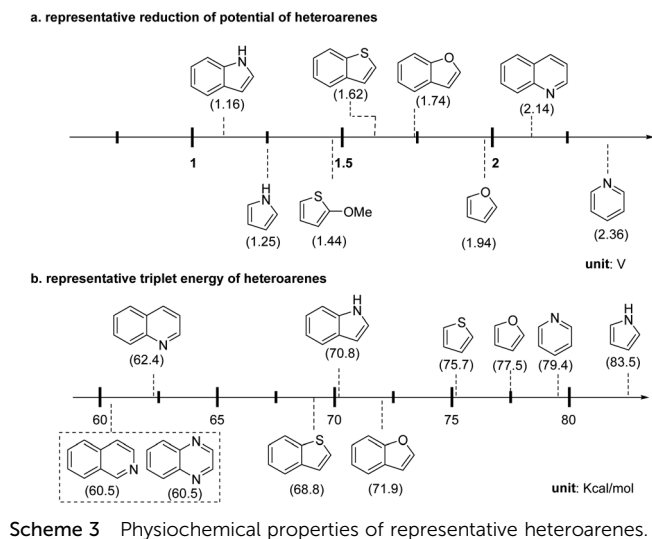 a. representative reduction of potential of heteroarenes
H
N
S
O
N
(1.16)
(1.62)
(1.74)
(2.14)
1
1.5
2
H
N
S
OMe
O
N
(1.25)
(1.44)
(1.94)
(2.36)
unit: V
b. representative triplet energy of heteroarenes
N
H
N
S
O
N
H
N
(62.4)
(70.8)
(75.7)
(77.5)
(79.4)
(83.5)
60
65
70
75
80
N
N
N
S
O
(60.5)
(60.5)
(68.8)
(71.9)
unit: Kcal/mol
Scheme 3 Physiochemical properties of representative heteroarenes.